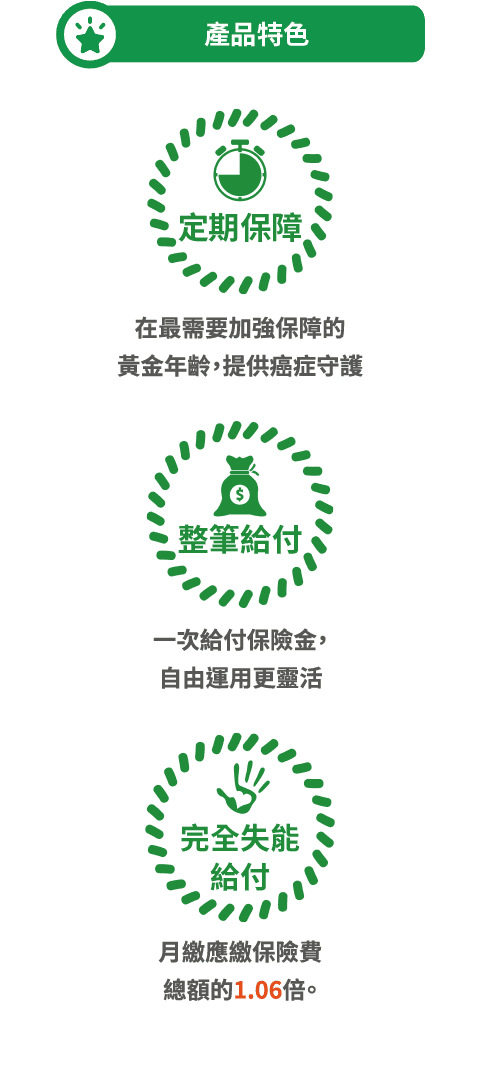 產品特色
定期保障
在最需要加強保障的
黃金年齡，提供癌症守護
$
整筆給付
一次給付保險金，
自由運用更靈活
完全失能
給付
月繳應繳保險費
總額的1.06倍。